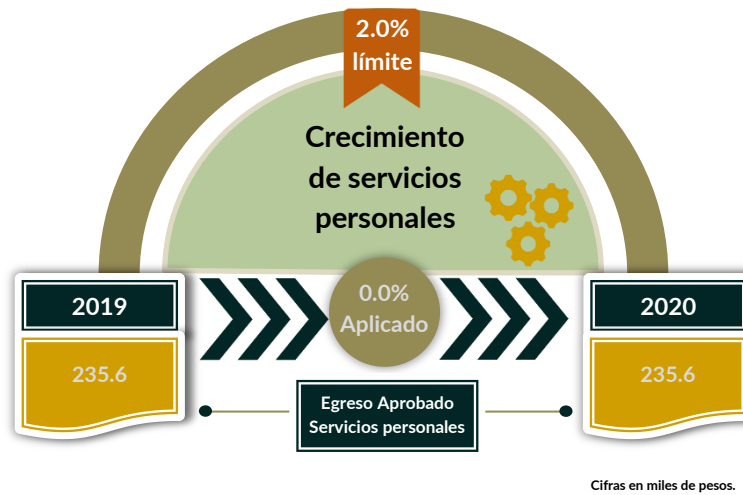 2.0%
límite
Crecimiento
de servicios
personales
2019
0.0%
Aplicado
2020
235.6
235.6
Egreso Aprobado
Servicios personales
Cifras en miles de pesos.